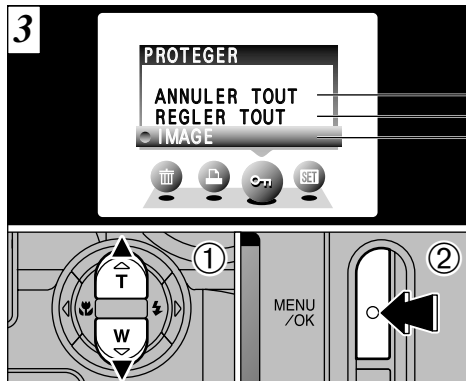 3
PROTEGER
ANNULER TOUT
REGLER TOUT
IMAGE
SET
1
T
W
2
MENU
/OK